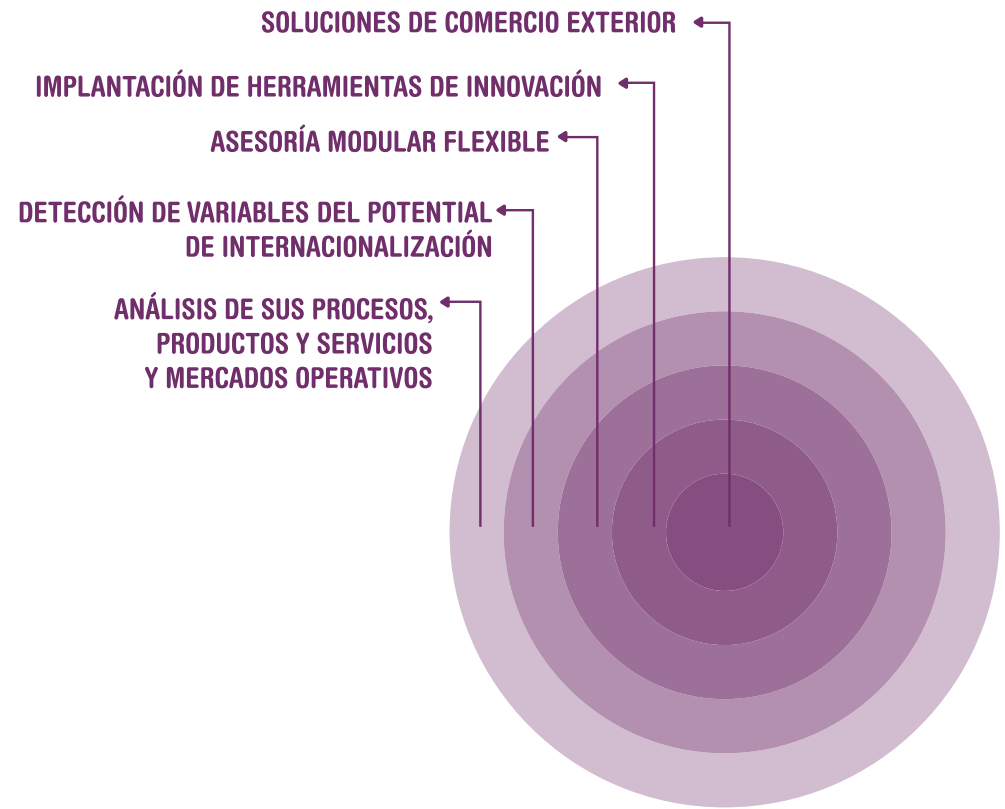 SOLUCIONES DE COMERCIO EXTERIOR
IMPLANTACIÓN DE HERRAMIENTAS DE INNOVACIÓN
ASESORÍA MODULAR FLEXIBLE
DETECCIÓN DE VARIABLES DEL POTENTIAL
DE INTERNACIONALIZACIÓN
ANÁLISIS DE SUS PROCESOS,
PRODUCTOS Y SERVICIOS
Y MERCADOS OPERATIVOS